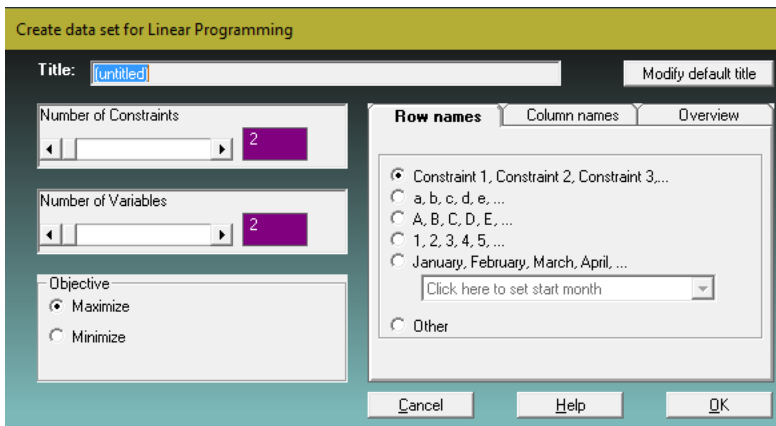 Create data set for Linear Programming
Title: (untitled)
Modify default title
Number of Constraints
2
Number of Variables
2
Objective
Maximize
Minimize
Row names
Column names
Overview
Constraint 1, Constraint 2, Constraint 3,...
a, b, c, d, e, ...
A, B, C, D, E, ...
1, 2, 3, 4, 5, ...
January, February, March, April, ...
Click here to set start month
Other
Cancel
Help
OK